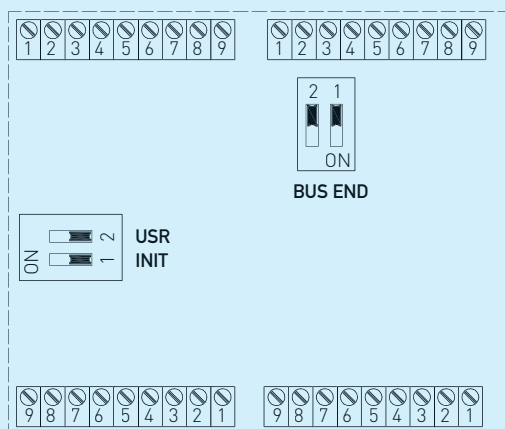 1 2 3 4 5 6 7 8 9
1 2 3 4 5 6 7 8 9
2 1
ON
BUS END
ON
2
1
USR
INIT
9 8 7 6 5 4 3 2 1
9 8 7 6 5 4 3 2 1